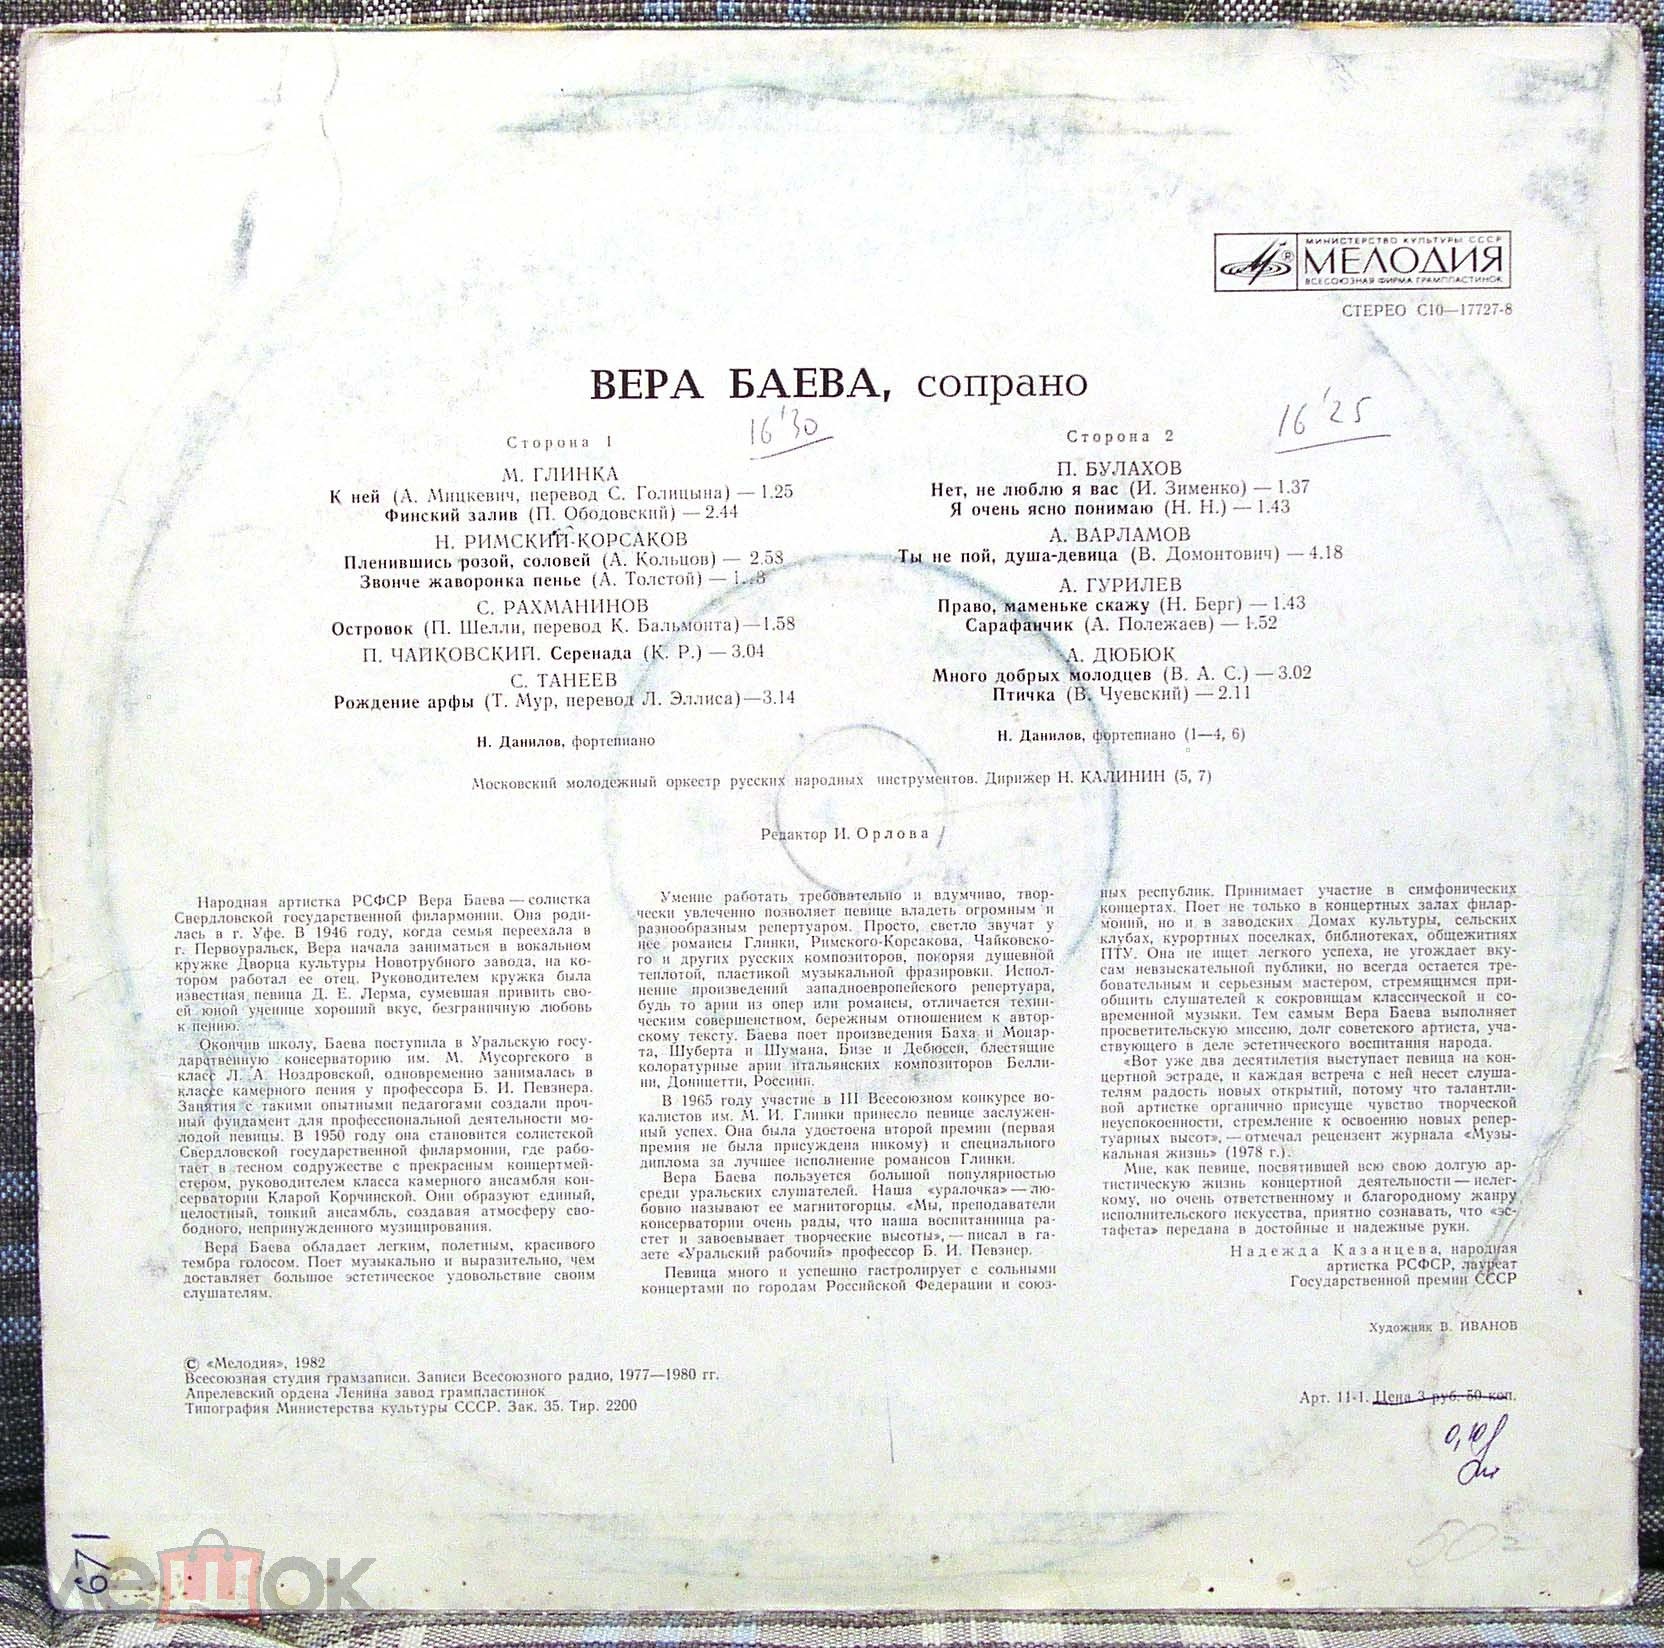 МИНИСТЕРСТВО КУЛЬТУРЫ СССР
МЕЛОДИЯ
ВСЕСОЮЗНАЯ ФИРМА ГРАМПЛАСТИНОК
СТЕРЕО С10—17727-8
ВЕРА БАЕВА, сопрано
16'30
Сторона 1
М. ГЛИНКА
К ней (А. Мицкевич, перевод С. Голицына) — 1.25
Финский залив (П. Ободовский) — 2.44
Н. РИМСКИЙ-КОРСАКОВ
Пленившись розой, соловей (А. Кольцов) — 2.58
Звонче жаворонка пенье (А. Толстой) —
С. РАХМАНИНОВ
Островок (П. Шелли, перевод К. Бальмонта)—1.58
П. ЧАЙКОВСКИЙ. Серенада (К. Р.) — 3.04
С. ТАНЕЕВ
Рождение арфы (Т. Мур, перевод Л. Эллиса)—3.14
Н. Данилов, фортепиано
16'25
Сторона 2
П. БУЛАХОВ
Нет, не люблю я вас (И. Зименко) — 1.37
Я очень ясно понимаю (Н. Н.) — 1.43
А. ВАРЛАМОВ
Ты не пой, душа-девица (В. Домонтович) — 4.18
А. ГУРИЛЕВ
Право, маменьке скажу (Н. Берг) — 1.43
Сарафанчик (А. Полежаев) — 1.52
А. ДЮБЮК
Много добрых молодцев (В. А. С.) — 3.02
Птичка (В. Чуевский) — 2.11
Н. Данилов, фортепиано (1—4, 6)
Московский молодежный оркестр русских народных инструментов. Дирижер Н. КАЛИНИН (5, 7)
Редактор И. Орлова
Народная артистка РСФСР Вера Баева — солистка
Свердловской государственной филармонии. Она роди-
лась в г. Уфе. В 1946 году, когда семья переехала в
г. Первоуральск, Вера начала заниматься в вокальном
кружке Дворца культуры Новотрубного завода, на ко-
тором работал ее отец. Руководителем кружка была
известная певица Д. Е. Лерма, сумевшая привить сво-
ей юной ученице хороший вкус, безграничную любовь
к пению.
Окончив школу, Баева поступила в Уральскую госу-
дарственную консерваторию им. М. Мусоргского в
класс Л. А. Ноздровской, одновременно занималась в
классе камерного пения у профессора Б. И. Певзнера.
Занятия с такими опытными педагогами создали проч-
ный фундамент для профессиональной деятельности мо-
лодой певицы. В 1950 году она становится солисткой
Свердловской государственной филармонии, где рабо-
тает в тесном содружестве с прекрасным концертмей-
стером, руководителем класса камерного ансамбля кон-
серватории Кларой Корчинской. Они образуют единый,
целостный, тонкий ансамбль, создавая атмосферу сво-
бодного, непринужденного музицирования.
Вера Баева обладает легким, полетным, красивого
тембра голосом. Поет музыкально и выразительно, чем
доставляет большое эстетическое удовольствие своим
слушателям.
Умение работать требовательно и вдумчиво, твор-
чески увлеченно позволяет певице владеть огромным и
разнообразным репертуаром. Просто, светло звучат у
нее романсы Глинки, Римского-Корсакова, Чайковско-
го и других русских композиторов, покоряя душевной
теплотой, пластикой музыкальной фразировки. Испол-
нение произведений западноевропейского репертуара,
будь то арии из опер или романсы, отличается техни-
ческим совершенством, бережным отношением к автор-
скому тексту. Баева поет произведения Баха и Моцар-
та, Шуберта и Шумана, Бизе и Дебюсси, блестящие
колоратурные арии итальянских композиторов Белли-
ни, Доницетти, Россини.
В 1965 году участие в III Всесоюзном конкурсе во-
калистов им. М. И. Глинки принесло певице заслужен-
ный успех. Она была удостоена второй премии (первая
премия не была присуждена никому) и специального
диплома за лучшее исполнение романсов Глинки.
Вера Баева пользуется большой популярностью
среди уральских слушателей. Наша «уралочка» — лю-
бовно называют ее магнитогорцы. «Мы, преподаватели
консерватории очень рады, что наша воспитанница ра-
стет и завоевывает творческие высоты», — писал в га-
зете «Уральский рабочий» профессор Б. И. Певзнер.
Певица много и успешно гастролирует с сольными
концертами по городам Российской Федерации и союз-
ных республик. Принимает участие в симфонических
концертах. Поет не только в концертных залах филар-
моний, но и в заводских Домах культуры, сельских
клубах, курортных поселках, библиотеках, общежитиях
ПТУ. Она не ищет легкого успеха, не угождает вку-
сам невзыскательной публики, но всегда остается тре-
бовательным и серьезным мастером, стремящимся при-
общить слушателей к сокровищам классической и со-
временной музыки. Тем самым Вера Баева выполняет
просветительскую миссию, долг советского артиста, уча-
ствующего в деле эстетического воспитания народа.
«Вот уже два десятилетия выступает певица на кон-
цертной эстраде, и каждая встреча с ней несет слуша-
телям радость новых открытий, потому что талантли-
вой артистке органично присуще чувство творческой
неуспокоенности, стремление к освоению новых репер-
туарных высот», — отмечал рецензент журнала «Музы-
кальная жизнь» (1978 г.).
Мне, как певице, посвятившей всю свою долгую ар-
тистическую жизнь концертной деятельности — нелег-
кому, но очень ответственному и благородному жанру
исполнительского искусства, приятно сознавать, что «эс-
тафета» передана в достойные и надежные руки.
Надежда Казанцева, народная
артистка РСФСР, лауреат
Государственной премии СССР
Художник В. ИВАНОВ
© «Мелодия», 1982
Всесоюзная студия грамзаписи. Записи Всесоюзного радио, 1977—1980 гг.
Апрелевский ордена Ленина завод грампластинок
Типография Министерства культуры СССР. Зак. 35. Тир. 2200
Арт. 11-1. Цена 3 руб. 50 коп.
50
671
мешок